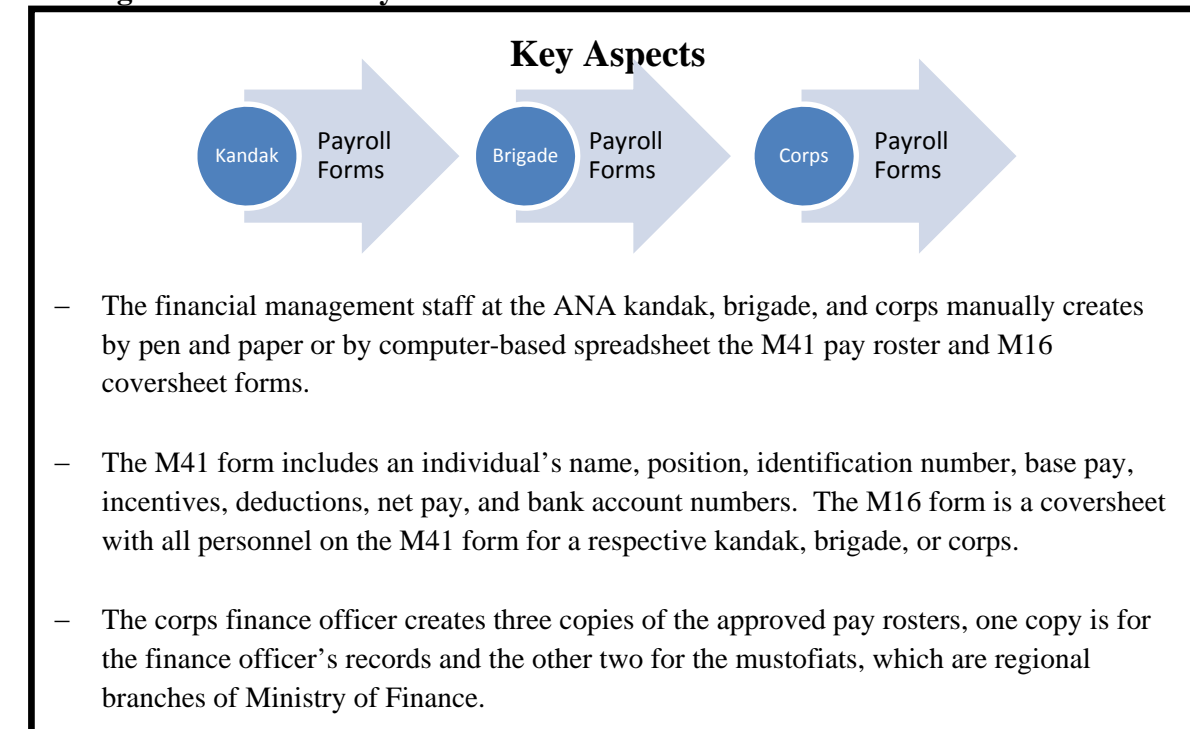 Key Aspects
Kandak
Payroll
Forms
Brigade
Payroll
Forms
Corps
Payroll
Forms
– The financial management staff at the ANA kandak, brigade, and corps manually creates
by pen and paper or by computer-based spreadsheet the M41 pay roster and M16
coversheet forms.
– The M41 form includes an individual’s name, position, identification number, base pay,
incentives, deductions, net pay, and bank account numbers.  The M16 form is a coversheet
with all personnel on the M41 form for a respective kandak, brigade, or corps.
– The corps finance officer creates three copies of the approved pay rosters, one copy is for
the finance officer’s records and the other two for the mustofiats, which are regional
branches of Ministry of Finance.